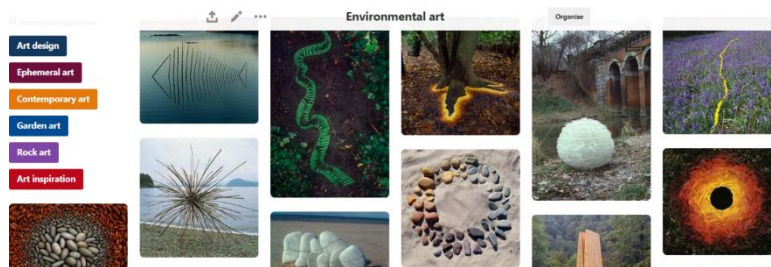 Environmental art
Organise
Art design
Ephemeral art
Contemporary art
Garden art
Rock art
Art inspiration